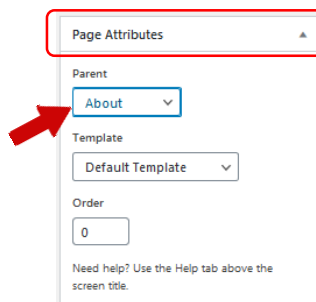 Page Attributes
Parent
About
Template
Default Template
Order
0
Need help? Use the Help tab above the
screen title.